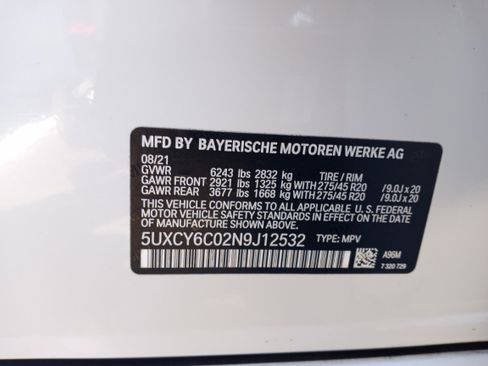 MFD BY BAYERISCHE MOTOREN WERKE AG
08/21
GVWR 6243 lbs 2832 kg TIRE / RIM
GAWR FRONT 2921 lbs 1325 kg WITH 275/45 R20 /9.0J x 20
GAWR REAR 3677 lbs 1668 kg WITH 275/45 R20 /9.0J x 20
THIS VEHICLE CONFORMS TO ALL APPLICABLE U. S. FEDERAL
MOTOR VEHICLE SAFETY STANDARDS IN EFFECT ON THE
DATE OF MANUFACTURE SHOWN ABOVE.
5UXCY6C02N9J12532 TYPE: MPV
A96M
7 320 729